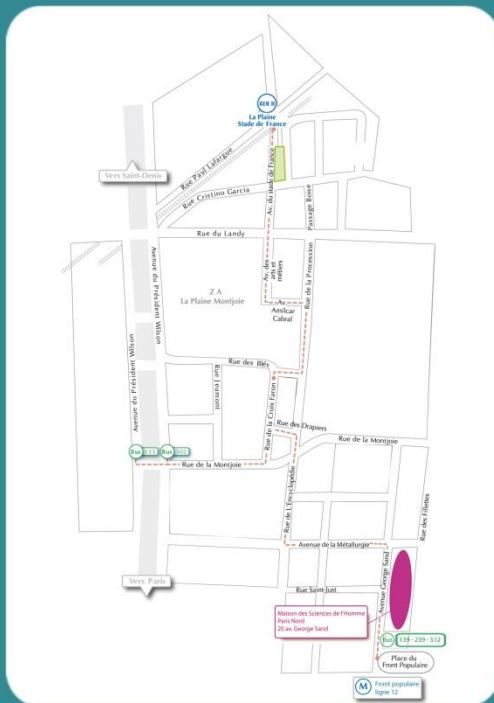 RER B
La Plaine
Stade de France
Rue Paul Lafargue
Vers Saint-Denis
Av. du stade de France
Rue Cristino Garcia
Passage Boise
Rue du Landy
Avenue du Président Wilson
Av. des
arts et
métiers
Rue de la Procession
Z A
La Plaine Montjoie
Av.
Amilcar
Cabral
Avenue du Président Wilson
Rue des Blés
Rue Jeumont
Rue de la Croix Faron
Rue des Drapiers
Rue de la Montjoie
Bus
Bus
Rue de la Montjoie
Rue de L'Encyclopédie
Rue des Fillettes
Avenue de la Métallurgie
Avenue George Sand
Vers Paris
Rue Saint-Just
Maison des Sciences de l'Homme
Paris Nord
20 av. George Sand
Bus 139 - 239 - 512
Place du
Front Populaire
M Front populaire
ligne 12